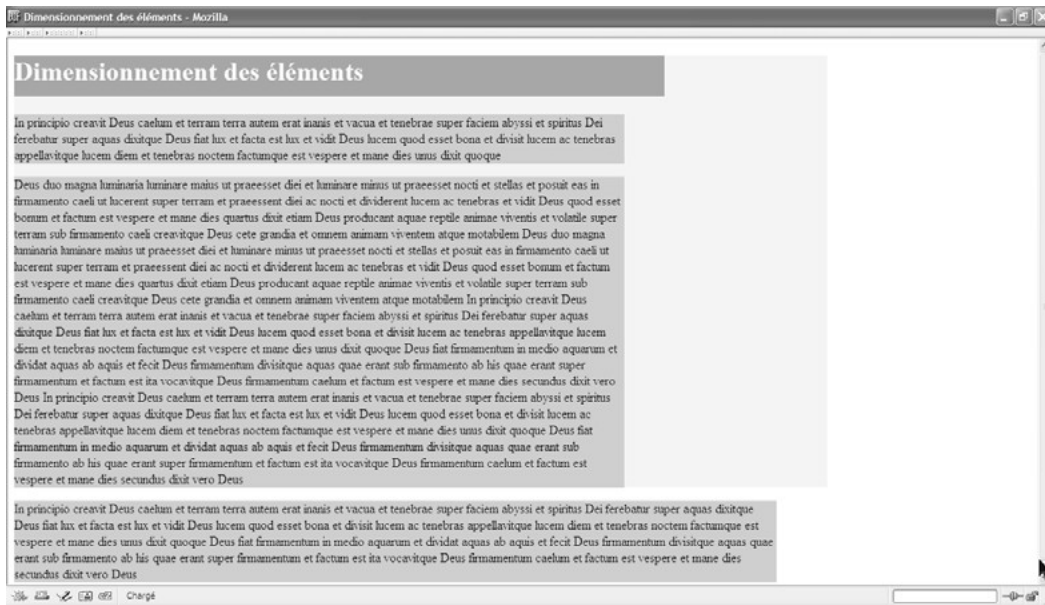 Dimensionnement des éléments - Mozilla
Dimensionnement des éléments
In principio creavit Deus caelum et terram terra autem erat inanis et vacua et tenebrae super faciem abyssi et spiritus Dei
ferebatur super aquas dixitque Deus fiat lux et facta est lux et vidit Deus lucem quod esset bona et divisit lucem ac tenebras
appellavitque lucem diem et tenebras noctem factumque est vespere et mane dies unus dixit quoque
Deus duo magna luminaria luminare maius ut praeesset diei et luminare minus ut praeesset nocti et stellas et posuit eas in
firmamento caeli ut lucerent super terram et praeessent diei ac nocti et dividerent lucem ac tenebras et vidit Deus quod esset
bonum et factum est vespere et mane dies quartus dixit etiam Deus producant aquae reptile animae viventis et volatile super
terram sub firmamento caeli creavitque Deus cete grandia et omnem animam viventem atque motabilem Deus duo magna
luminaria luminare maius ut praeesset diei et luminare minus ut praeesset nocti et stellas et posuit eas in firmamento caeli ut
lucerent super terram et praeessent diei ac nocti et dividerent lucem ac tenebras et vidit Deus quod esset bonum et factum
est vespere et mane dies quartus dixit etiam Deus producant aquae reptile animae viventis et volatile super terram sub
firmamento caeli creavitque Deus cete grandia et omnem animam viventem atque motabilem In principio creavit Deus
caelum et terram terra autem erat inanis et vacua et tenebrae super faciem abyssi et spiritus Dei ferebatur super aquas
dixitque Deus fiat lux et facta est lux et vidit Deus lucem quod esset bona et divisit lucem ac tenebras appellavitque lucem
diem et tenebras noctem factumque est vespere et mane dies unus dixit quoque Deus fiat firmamentum in medio aquarum et
dividat aquas ab aquis et fecit Deus firmamentum divisitque aquas quae erant sub firmamento ab his quae erant super
firmamentum et factum est ita vocavitque Deus firmamentum caelum et factum est vespere et mane dies secundus dixit vero
Deus In principio creavit Deus caelum et terram terra autem erat inanis et vacua et tenebrae super faciem abyssi et spiritus
Dei ferebatur super aquas dixitque Deus fiat lux et facta est lux et vidit Deus lucem quod esset bona et divisit lucem ac
tenebras appellavitque lucem diem et tenebras noctem factumque est vespere et mane dies unus dixit quoque Deus fiat
firmamentum in medio aquarum et dividat aquas ab aquis et fecit Deus firmamentum divisitque aquas quae erant sub
firmamento ab his quae erant super firmamentum et factum est ita vocavitque Deus firmamentum caelum et factum est
vespere et mane dies secundus dixit vero Deus
In principio creavit Deus caelum et terram terra autem erat inanis et vacua et tenebrae super faciem abyssi et spiritus Dei ferebatur super aquas dixitque
Deus fiat lux et facta est lux et vidit Deus lucem quod esset bona et divisit lucem ac tenebras appellavitque lucem diem et tenebras noctem factumque est
vespere et mane dies unus dixit quoque Deus fiat firmamentum in medio aquarum et dividat aquas ab aquis et fecit Deus firmamentum divisitque aquas quae
erant sub firmamento ab his quae erant super firmamentum et factum est ita vocavitque Deus firmamentum caelum et factum est vespere et mane dies
secundus dixit vero Deus
Chargé